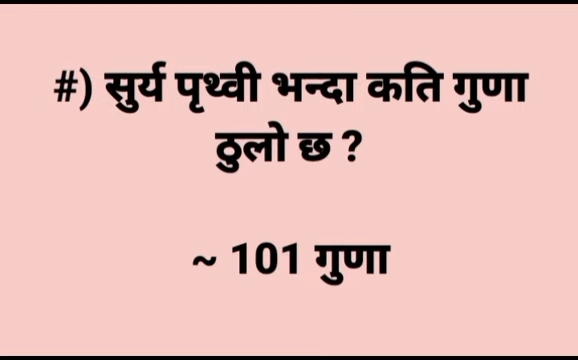 #) सुर्य पृथ्वी भन्दा कति गुणा
ठुलो छ ?
~ 101 गुणा